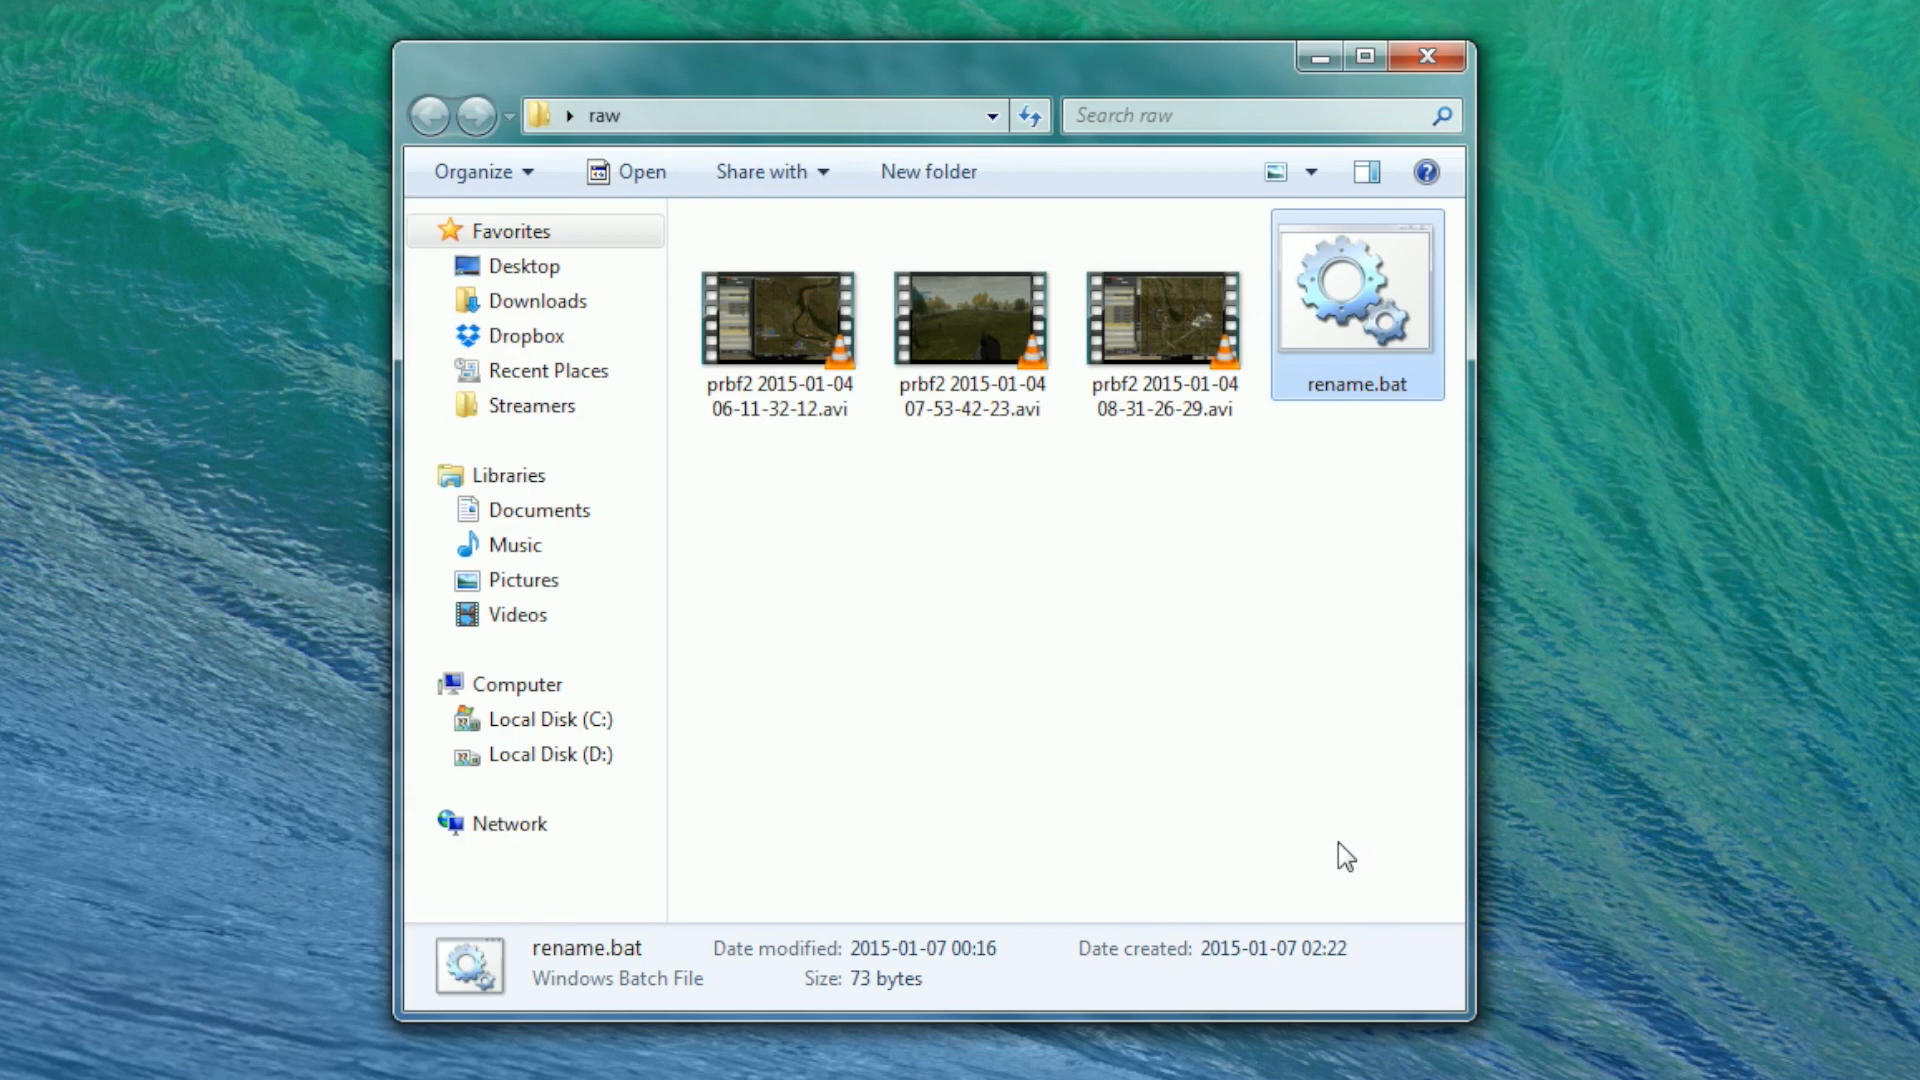 raw
Search raw
Organize
Open
Share with
New folder
Favorites
Desktop
Downloads
Dropbox
Recent Places
Streamers
Libraries
Documents
Music
Pictures
Videos
Computer
Local Disk (C:)
Local Disk (D:)
Network
prbf2 2015-01-04
06-11-32-12.avi
prbf2 2015-01-04
07-53-42-23.avi
prbf2 2015-01-04
08-31-26-29.avi
rename.bat
rename.bat Date modified: 2015-01-07 00:16 Date created: 2015-01-07 02:22
Windows Batch File Size: 73 bytes